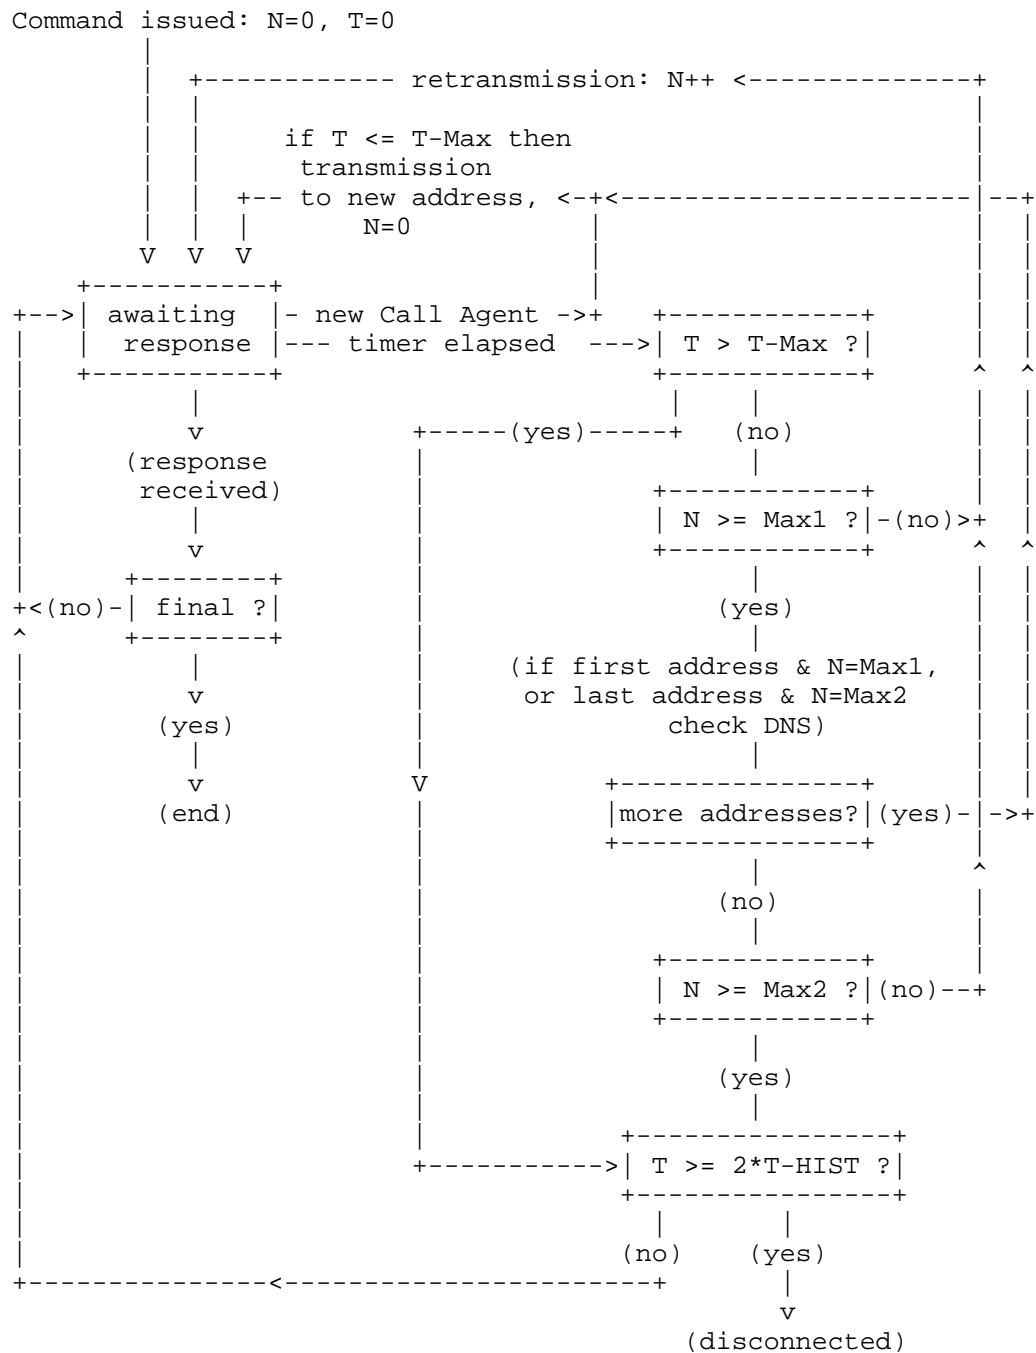 Command issued: N=0, T=0
retransmission: N++
if T <= T-Max then
transmission
to new address,
N=0
awaiting
response
new Call Agent
timer elapsed
T > T-Max ?
(yes)
(no)
(response
received)
N >= Max1 ?
(no)
final ?
(no)
(yes)
(if first address & N=Max1,
or last address & N=Max2
check DNS)
(yes)
(end)
more addresses?
(yes)
(no)
N >= Max2 ?
(no)
(yes)
T >= 2*T-HIST ?
(no)
(yes)
(disconnected)